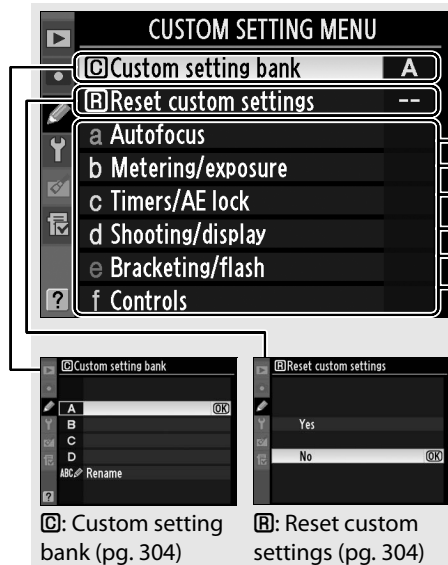 CUSTOM SETTING MENU
C Custom setting bank A
R Reset custom settings --
a Autofocus
b Metering/exposure
c Timers/AE lock
d Shooting/display
e Bracketing/flash
f Controls
?
C Custom setting bank
A OK
B
C
D
ABC Rename
?
R Reset custom settings
Yes
No OK
C: Custom setting
bank (pg. 304)
R: Reset custom
settings (pg. 304)